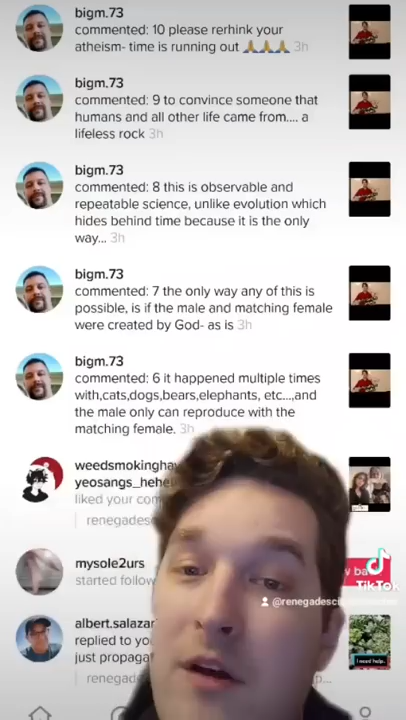 bigm.73
commented: 10 please rerhink your
atheism- time is running out 🙏🙏🙏 3h
bigm.73
commented: 9 to convince someone that
humans and all other life came from.... a
lifeless rock 3h
bigm.73
commented: 8 this is observable and
repeatable science, unlike evolution which
hides behind time because it is the only
way... 3h
bigm.73
commented: 7 the only way any of this is
possible, is if the male and matching female
were created by God- as is 3h
bigm.73
commented: 6 it happened multiple times
with,cats,dogs,bears,elephants, etc...,and
the male only can reproduce with the
matching female. 3h
yeosangs_hehe
liked your com
mysole2urs
started follow
TikTok
albert.salazar
replied to yo
just propaga
I need help.